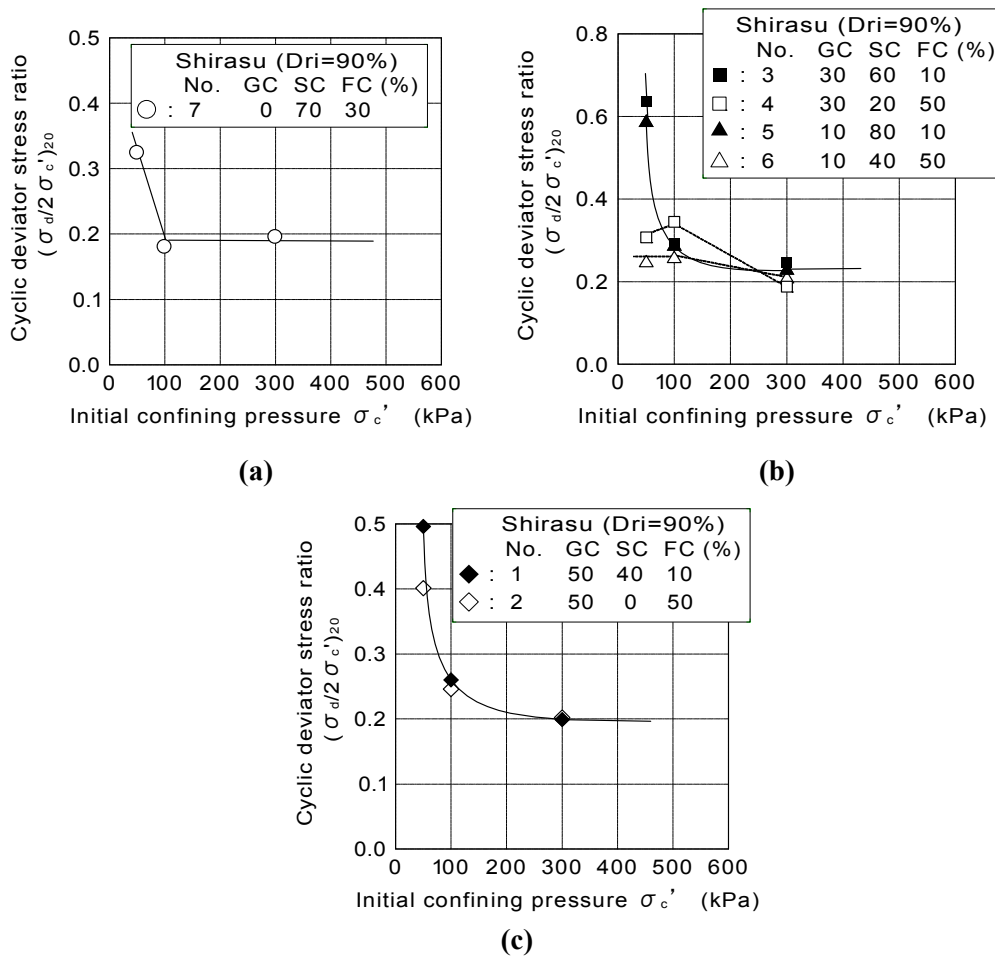 Shirasu (Dri=90%)
No. GC SC FC (%)
○ : 7 0 70 30
0.5
0.4
0.3
0.2
0.1
0.0
0 100 200 300 400 500 600
Cyclic deviator stress ratio
(σd/2σc')20
Initial confining pressure σc' (kPa)
(a)
Shirasu (Dri=90%)
No. GC SC FC (%)
■ : 3 30 60 10
□ : 4 30 20 50
▲ : 5 10 80 10
△ : 6 10 40 50
0.8
0.6
0.4
0.2
0.0
0 100 200 300 400 500 600
Cyclic deviator stress ratio
(σd/2σc')20
Initial confining pressure σc' (kPa)
(b)
Shirasu (Dri=90%)
No. GC SC FC (%)
◆ : 1 50 40 10
◇ : 2 50 0 50
0.5
0.4
0.3
0.2
0.1
0.0
0 100 200 300 400 500 600
Cyclic deviator stress ratio
(σd/2σc')20
Initial confining pressure σc' (kPa)
(c)